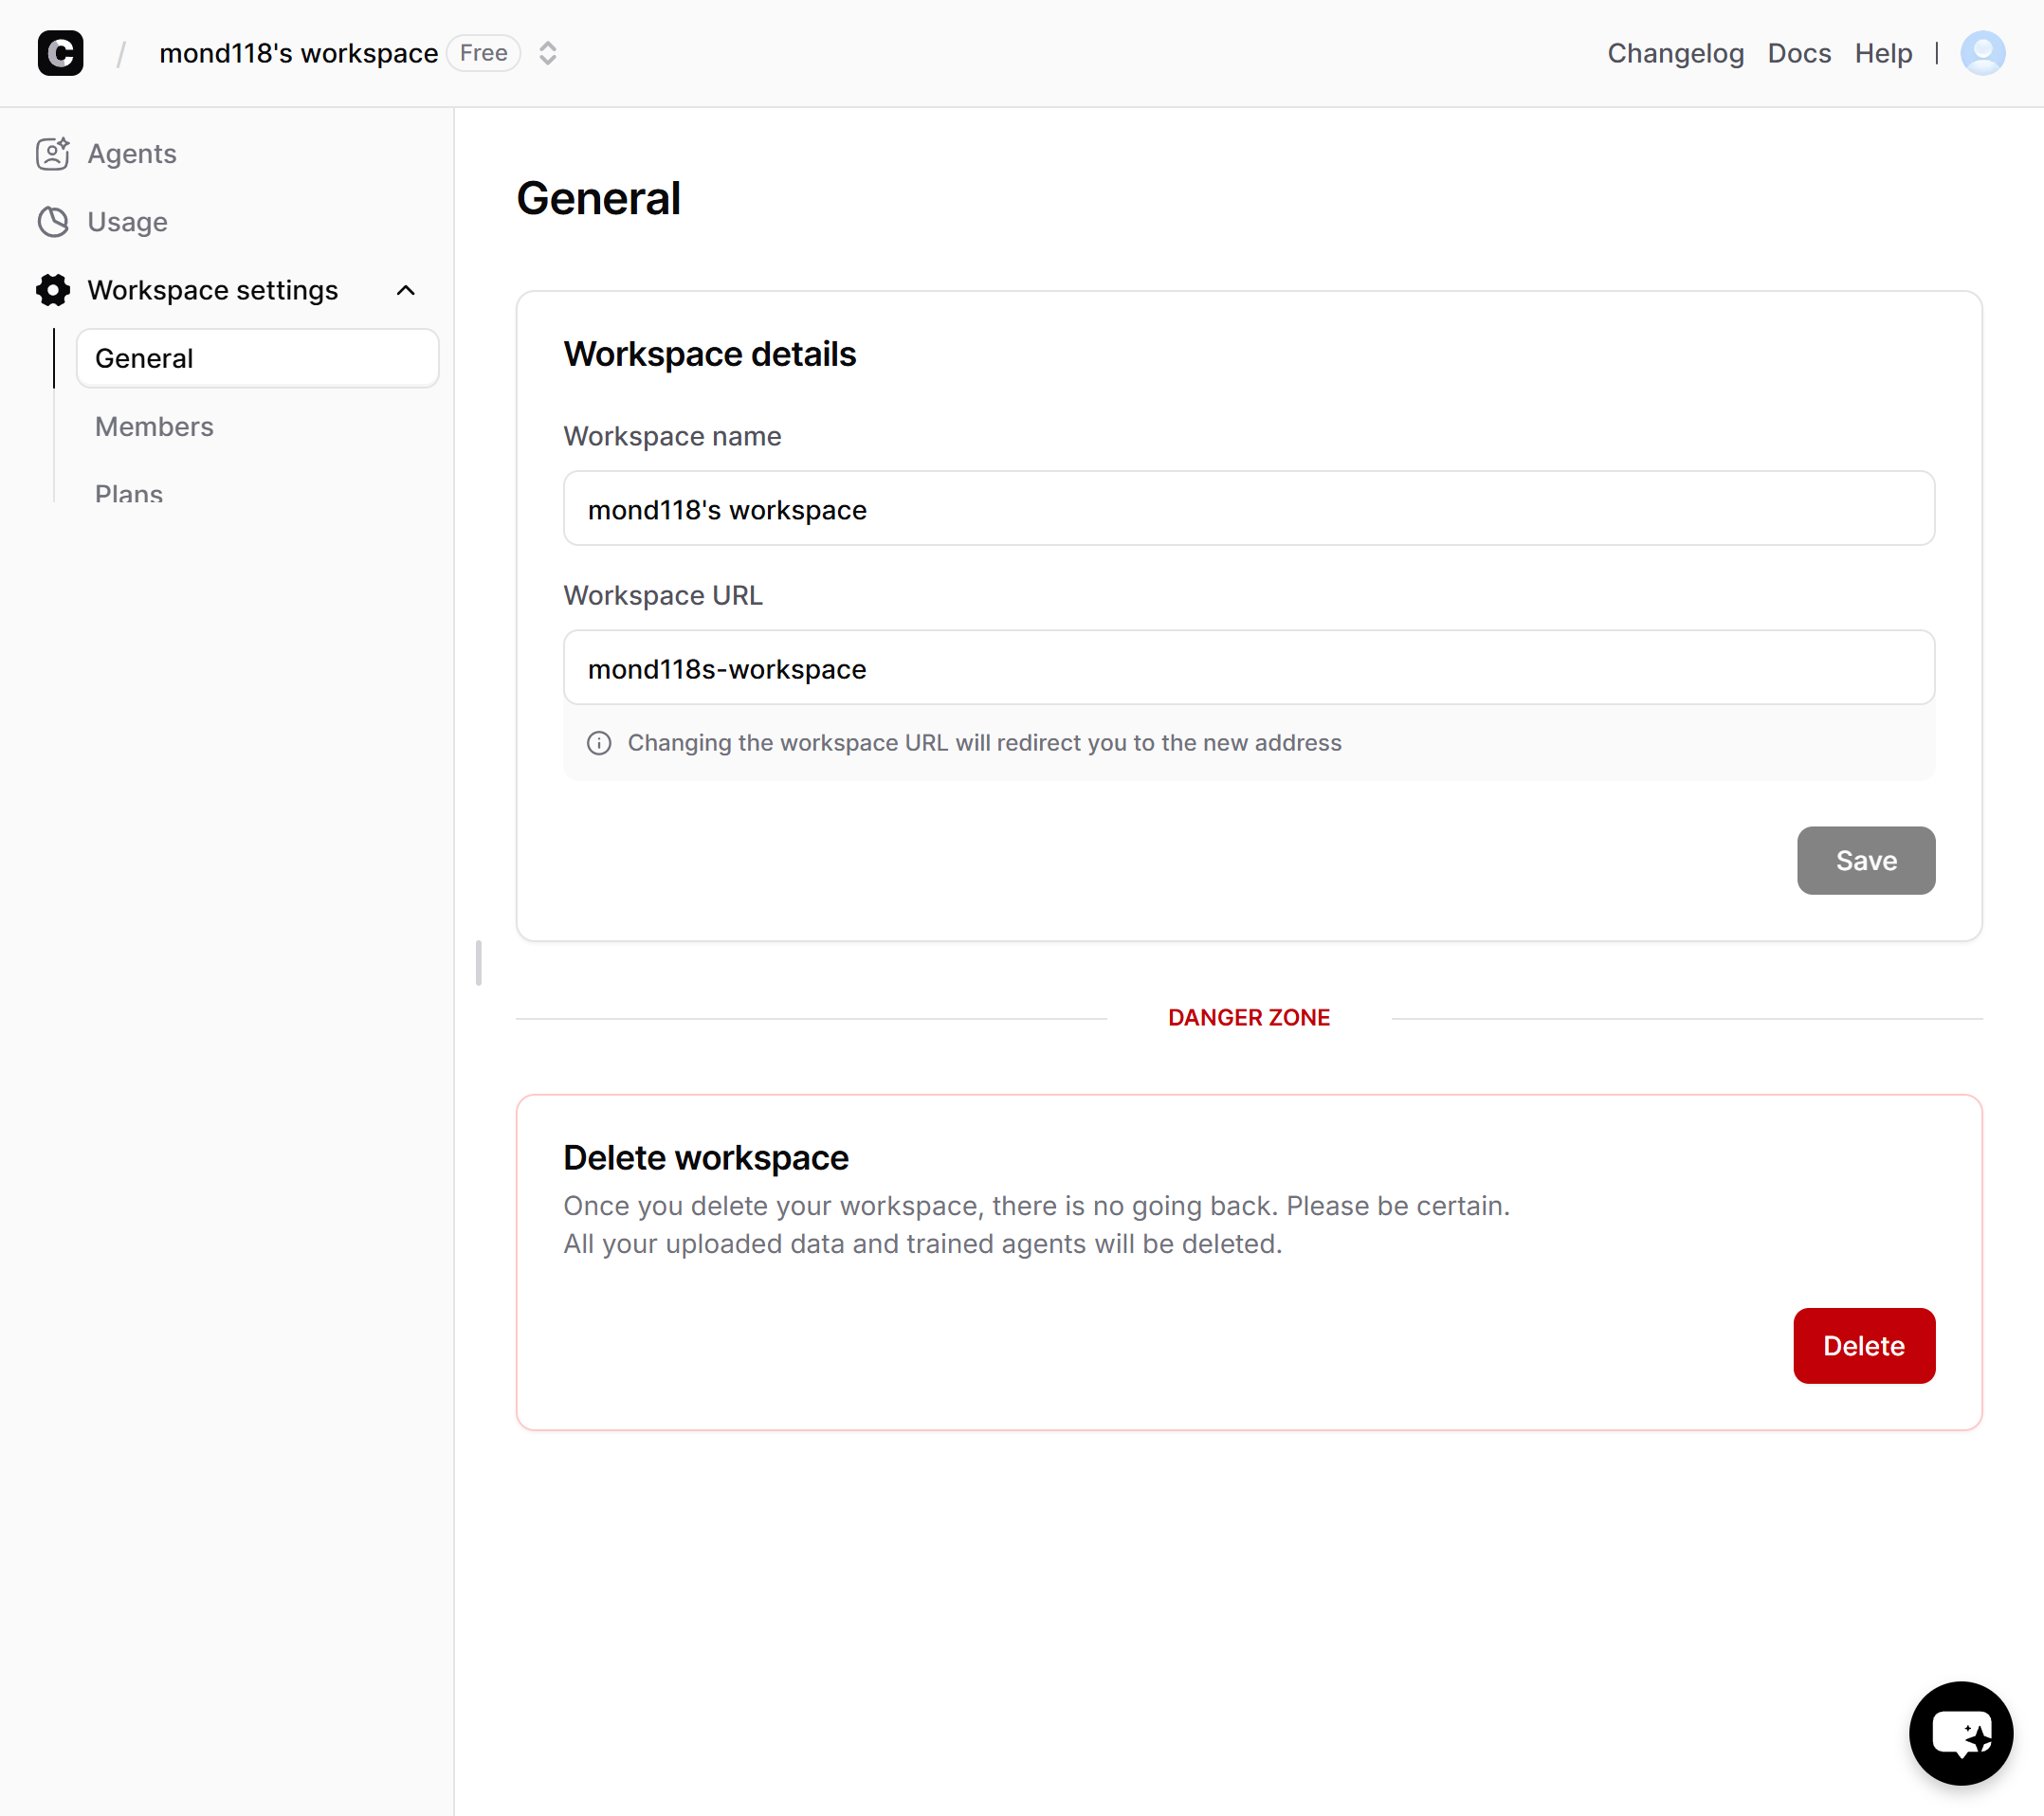 C / mond118's workspace Free
Changelog Docs Help
Agents
Usage
Workspace settings
General
Members
Plans
General
Workspace details
Workspace name
mond118's workspace
Workspace URL
mond118s-workspace
Changing the workspace URL will redirect you to the new address
Save
DANGER ZONE
Delete workspace
Once you delete your workspace, there is no going back. Please be certain.
All your uploaded data and trained agents will be deleted.
Delete